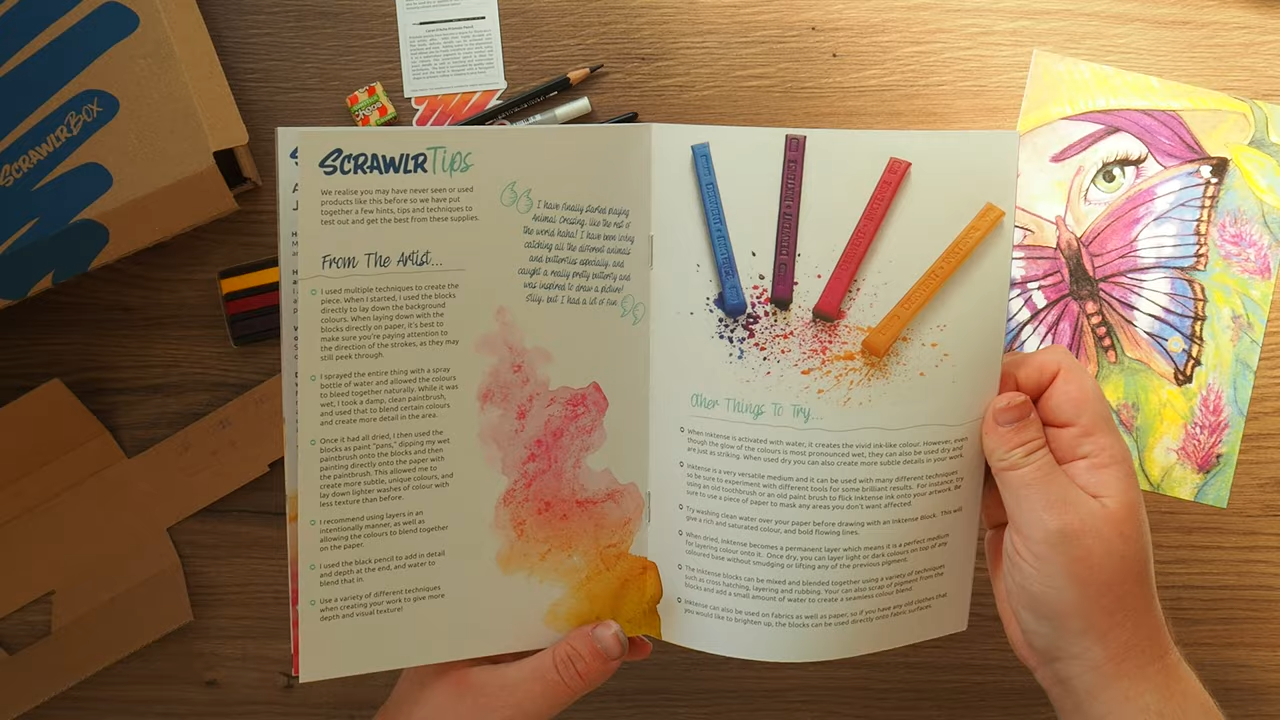 SCRAWLRBOX
Chaos
SCRAWLR Tips
We realise you may have never seen or used
products like this before so we have put
together a few hints, tips and techniques to
test out and get the best from these supplies.
From The Artist...
I used multiple techniques to create the
piece. When I started, I used the blocks
directly to lay down the background
colours. When laying down with the
blocks directly on paper, it's best to
make sure you're paying attention to
the direction of the strokes, as they may
still peek through.
I sprayed the entire thing with a spray
bottle of water and allowed the colours
to bleed together naturally. While it was
wet, I took a damp, clean paintbrush,
and used that to blend certain colours
and create more detail in the area.
Once it had all dried, I then used the
blocks as paint "pans," dipping my wet
paintbrush onto the blocks and then
painting directly onto the paper with
the paintbrush. This allowed me to
create more subtle, unique colours, and
lay down lighter washes of colour with
less texture than before.
I recommend using layers in an
intentionally manner, as well as
allowing the colours to blend together
on the paper.
I used the black pencil to add in detail
and depth at the end, and water to
blend that in.
Use a variety of different techniques
when creating your work to give more
depth and visual texture!
I have finally started playing
Animal Crossing, like the rest of
the world haha! I have been
catching all the different animals
and butterflies especially, and
caught a really pretty butterfly and
was inspired to draw a picture!
Silly, but I had a lot of fun
DERWENT
DERWENT INKTENSE
DERWENT INKTENSE
Other Things To Try...
When Inktense is activated with water, it creates the vivid ink-like colour. However, even
though the glow of the colours is most pronounced wet, they can also be used dry and
are just as striking. When used dry you can also create more subtle details in your work.
Inktense is a very versatile medium and it can be used with many different techniques
so be sure to experiment with different tools for some brilliant results. For instance, try
using an old toothbrush or an old paint brush to flick Inktense ink onto your artwork. Be
sure to use a piece of paper to mask any areas you don't want affected.
Try washing clean water over your paper before drawing with an Inktense Block. This will
give a rich and saturated colour, and bold flowing lines.
When dried, Inktense becomes a permanent layer which means it is a perfect medium
for layering colour onto it. Once dry, you can layer light or dark colours on top of any
coloured base without smudging or lifting any of the previous pigment.
The Inktense blocks can be mixed and blended together using a variety of techniques
such as cross hatching, layering and rubbing. Your can also scrap of pigment from the
blocks and add a small amount of water to create a seamless colour blend.
Inktense can also be used on fabrics as well as paper, so if you have any old clothes that
you would like to brighten up, the blocks can be used directly onto fabric surfaces.